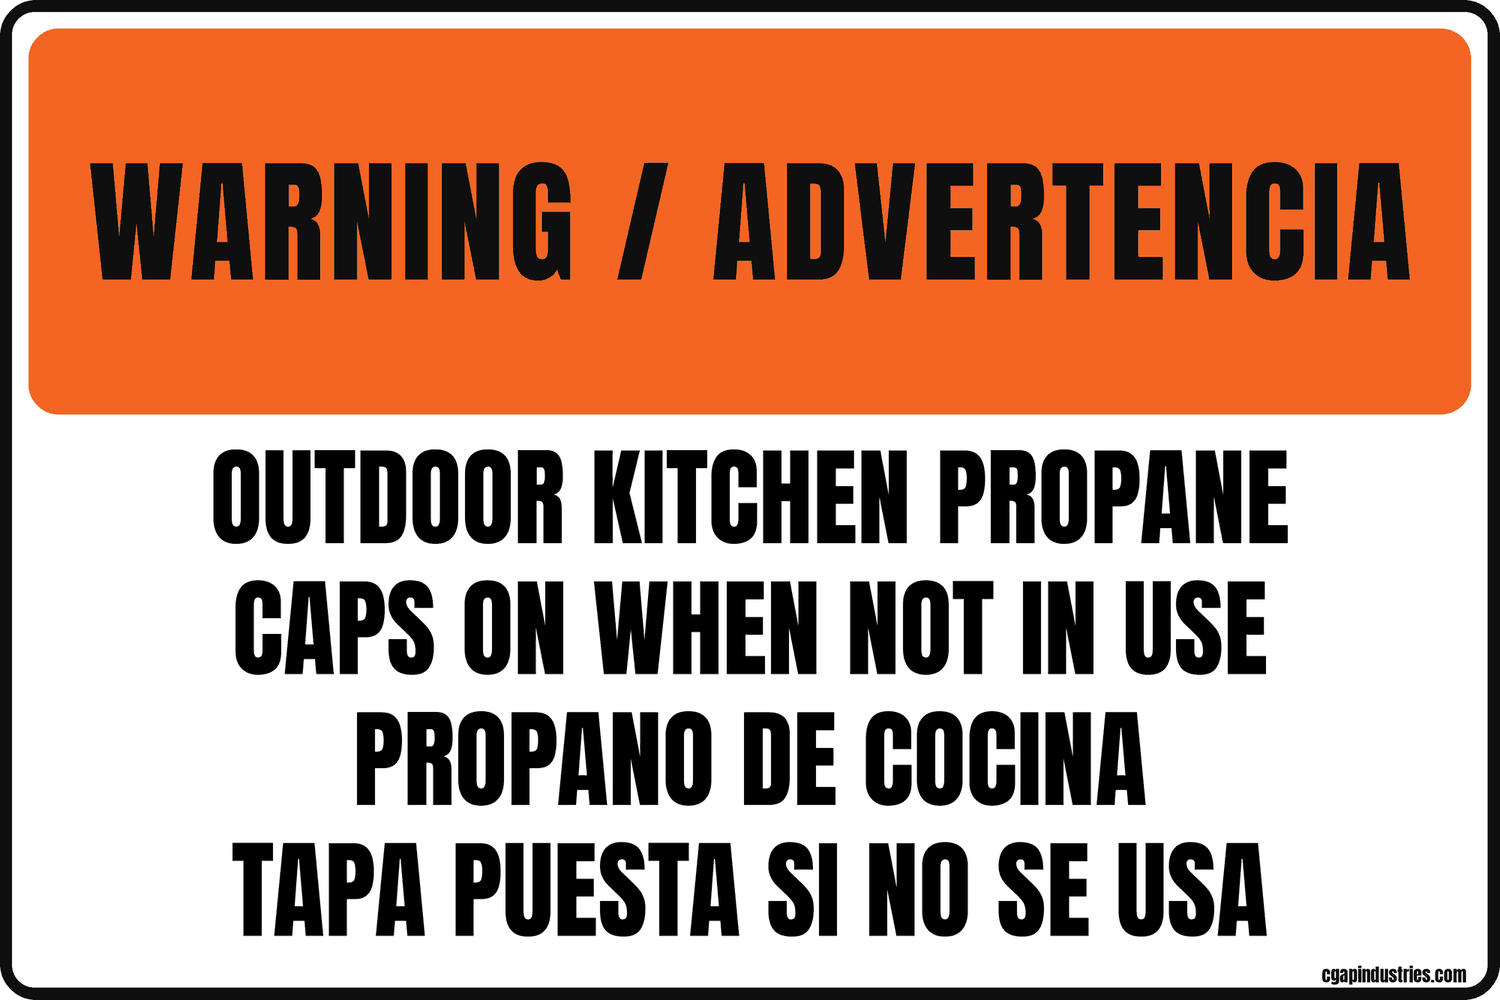 WARNING / ADVERTENCIA
OUTDOOR KITCHEN PROPANE
CAPS ON WHEN NOT IN USE
PROPANO DE COCINA
TAPA PUESTA SI NO SE USA
cgapindustries.com